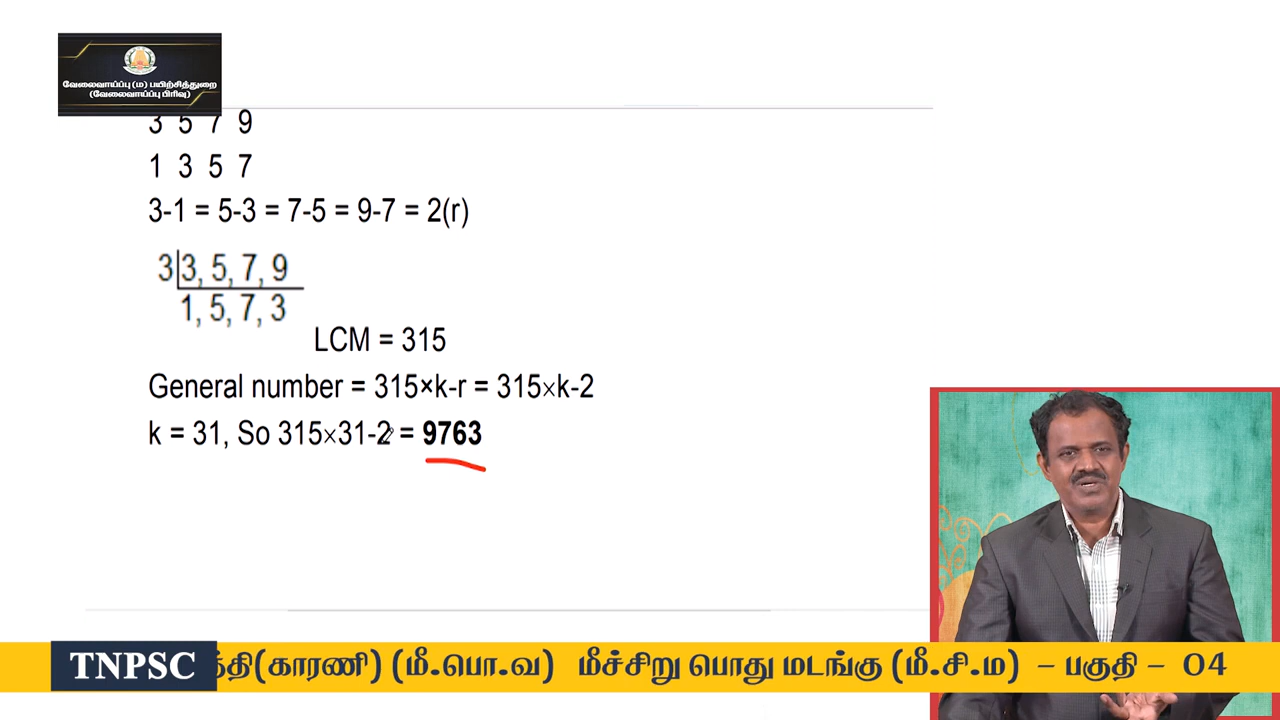 வேலைவாய்ப்பு (ம) பயிற்சித்துறை
(வேலைவாய்ப்பு பிரிவு)
3 5 7 9
1 3 5 7
3-1 = 5-3 = 7-5 = 9-7 = 2(r)
3|3, 5, 7, 9
1, 5, 7, 3
LCM = 315
General number = 315×k-r = 315×k-2
k = 31, So 315×31-2 = 9763
TNPSC த்தி(காரணி) (மீ.பொ.வ) மீச்சிறு பொது மடங்கு (மீ.சி.ம) – பகுதி – 04